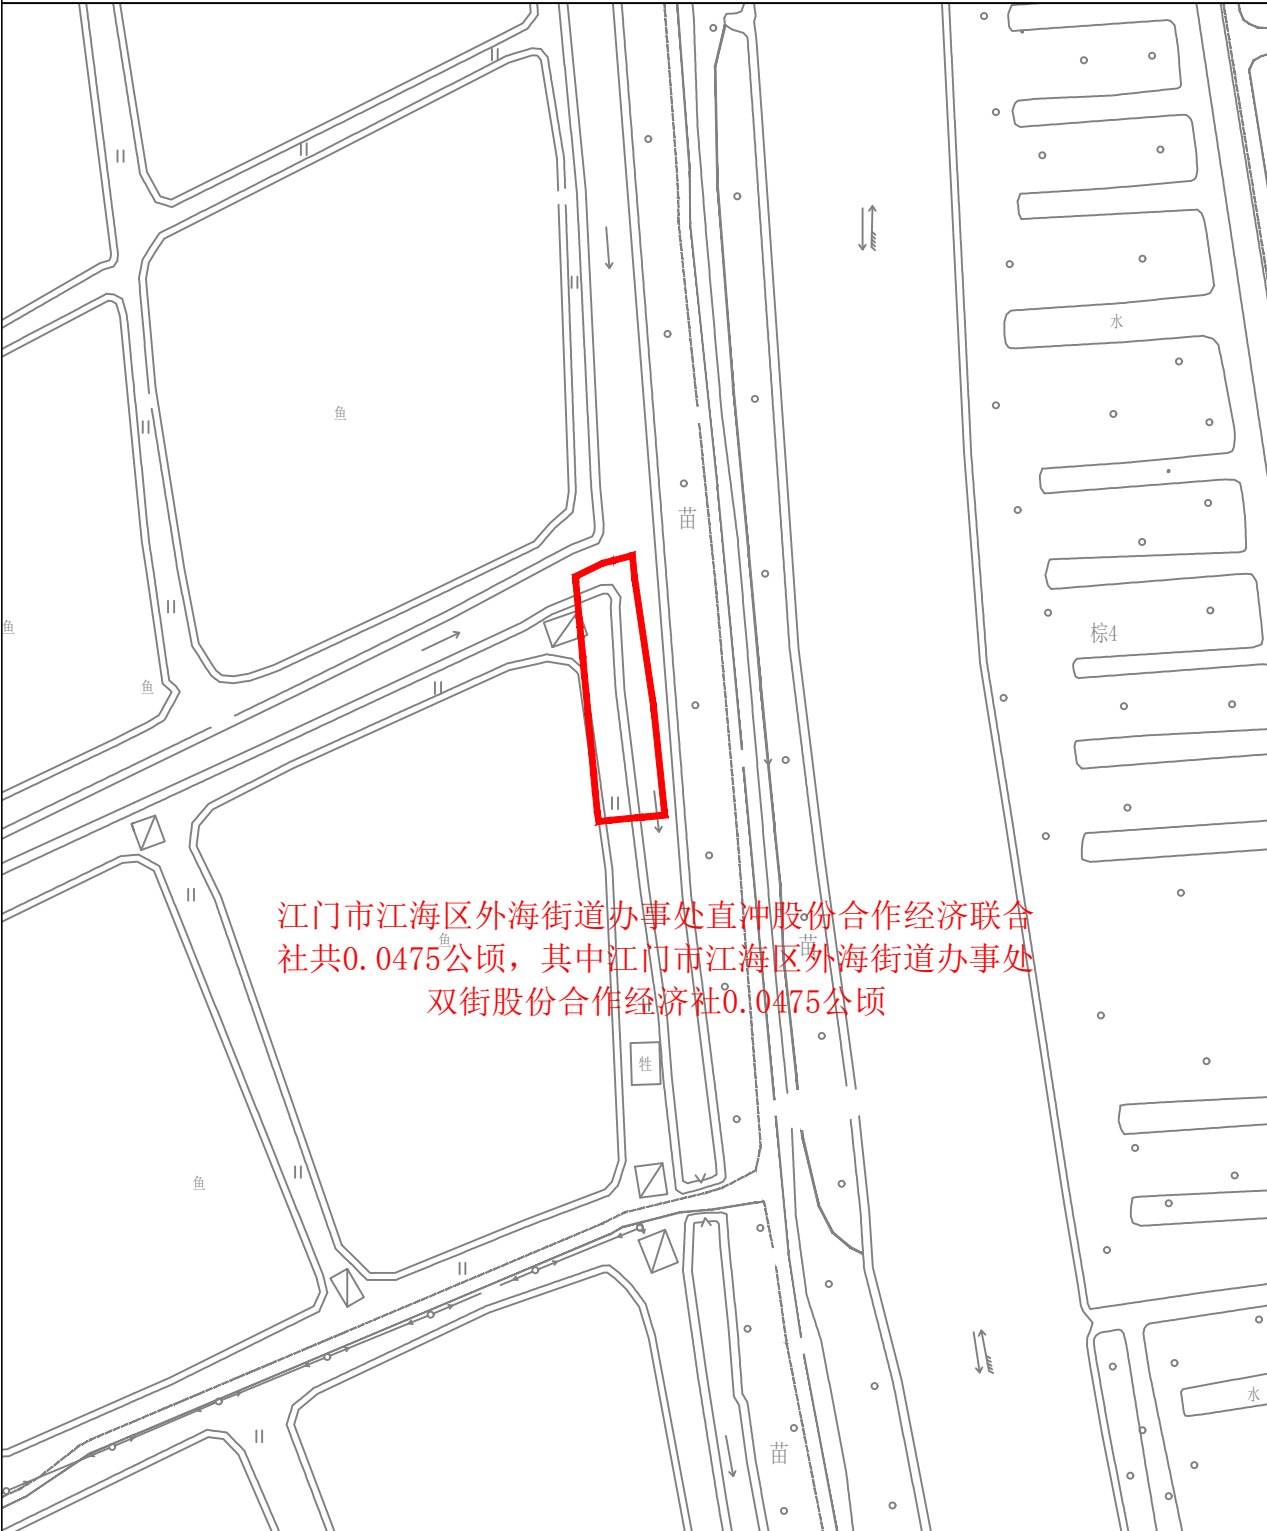 水
鱼
苗
鱼
棕4
鱼
江门市江海区外海街道办事处直冲股份合作经济联合
鱼
苗
社共0.0475公顷，其中江门市江海区外海街道办事处
双街股份合作经济社0.0475公顷
牲
鱼
水
苗